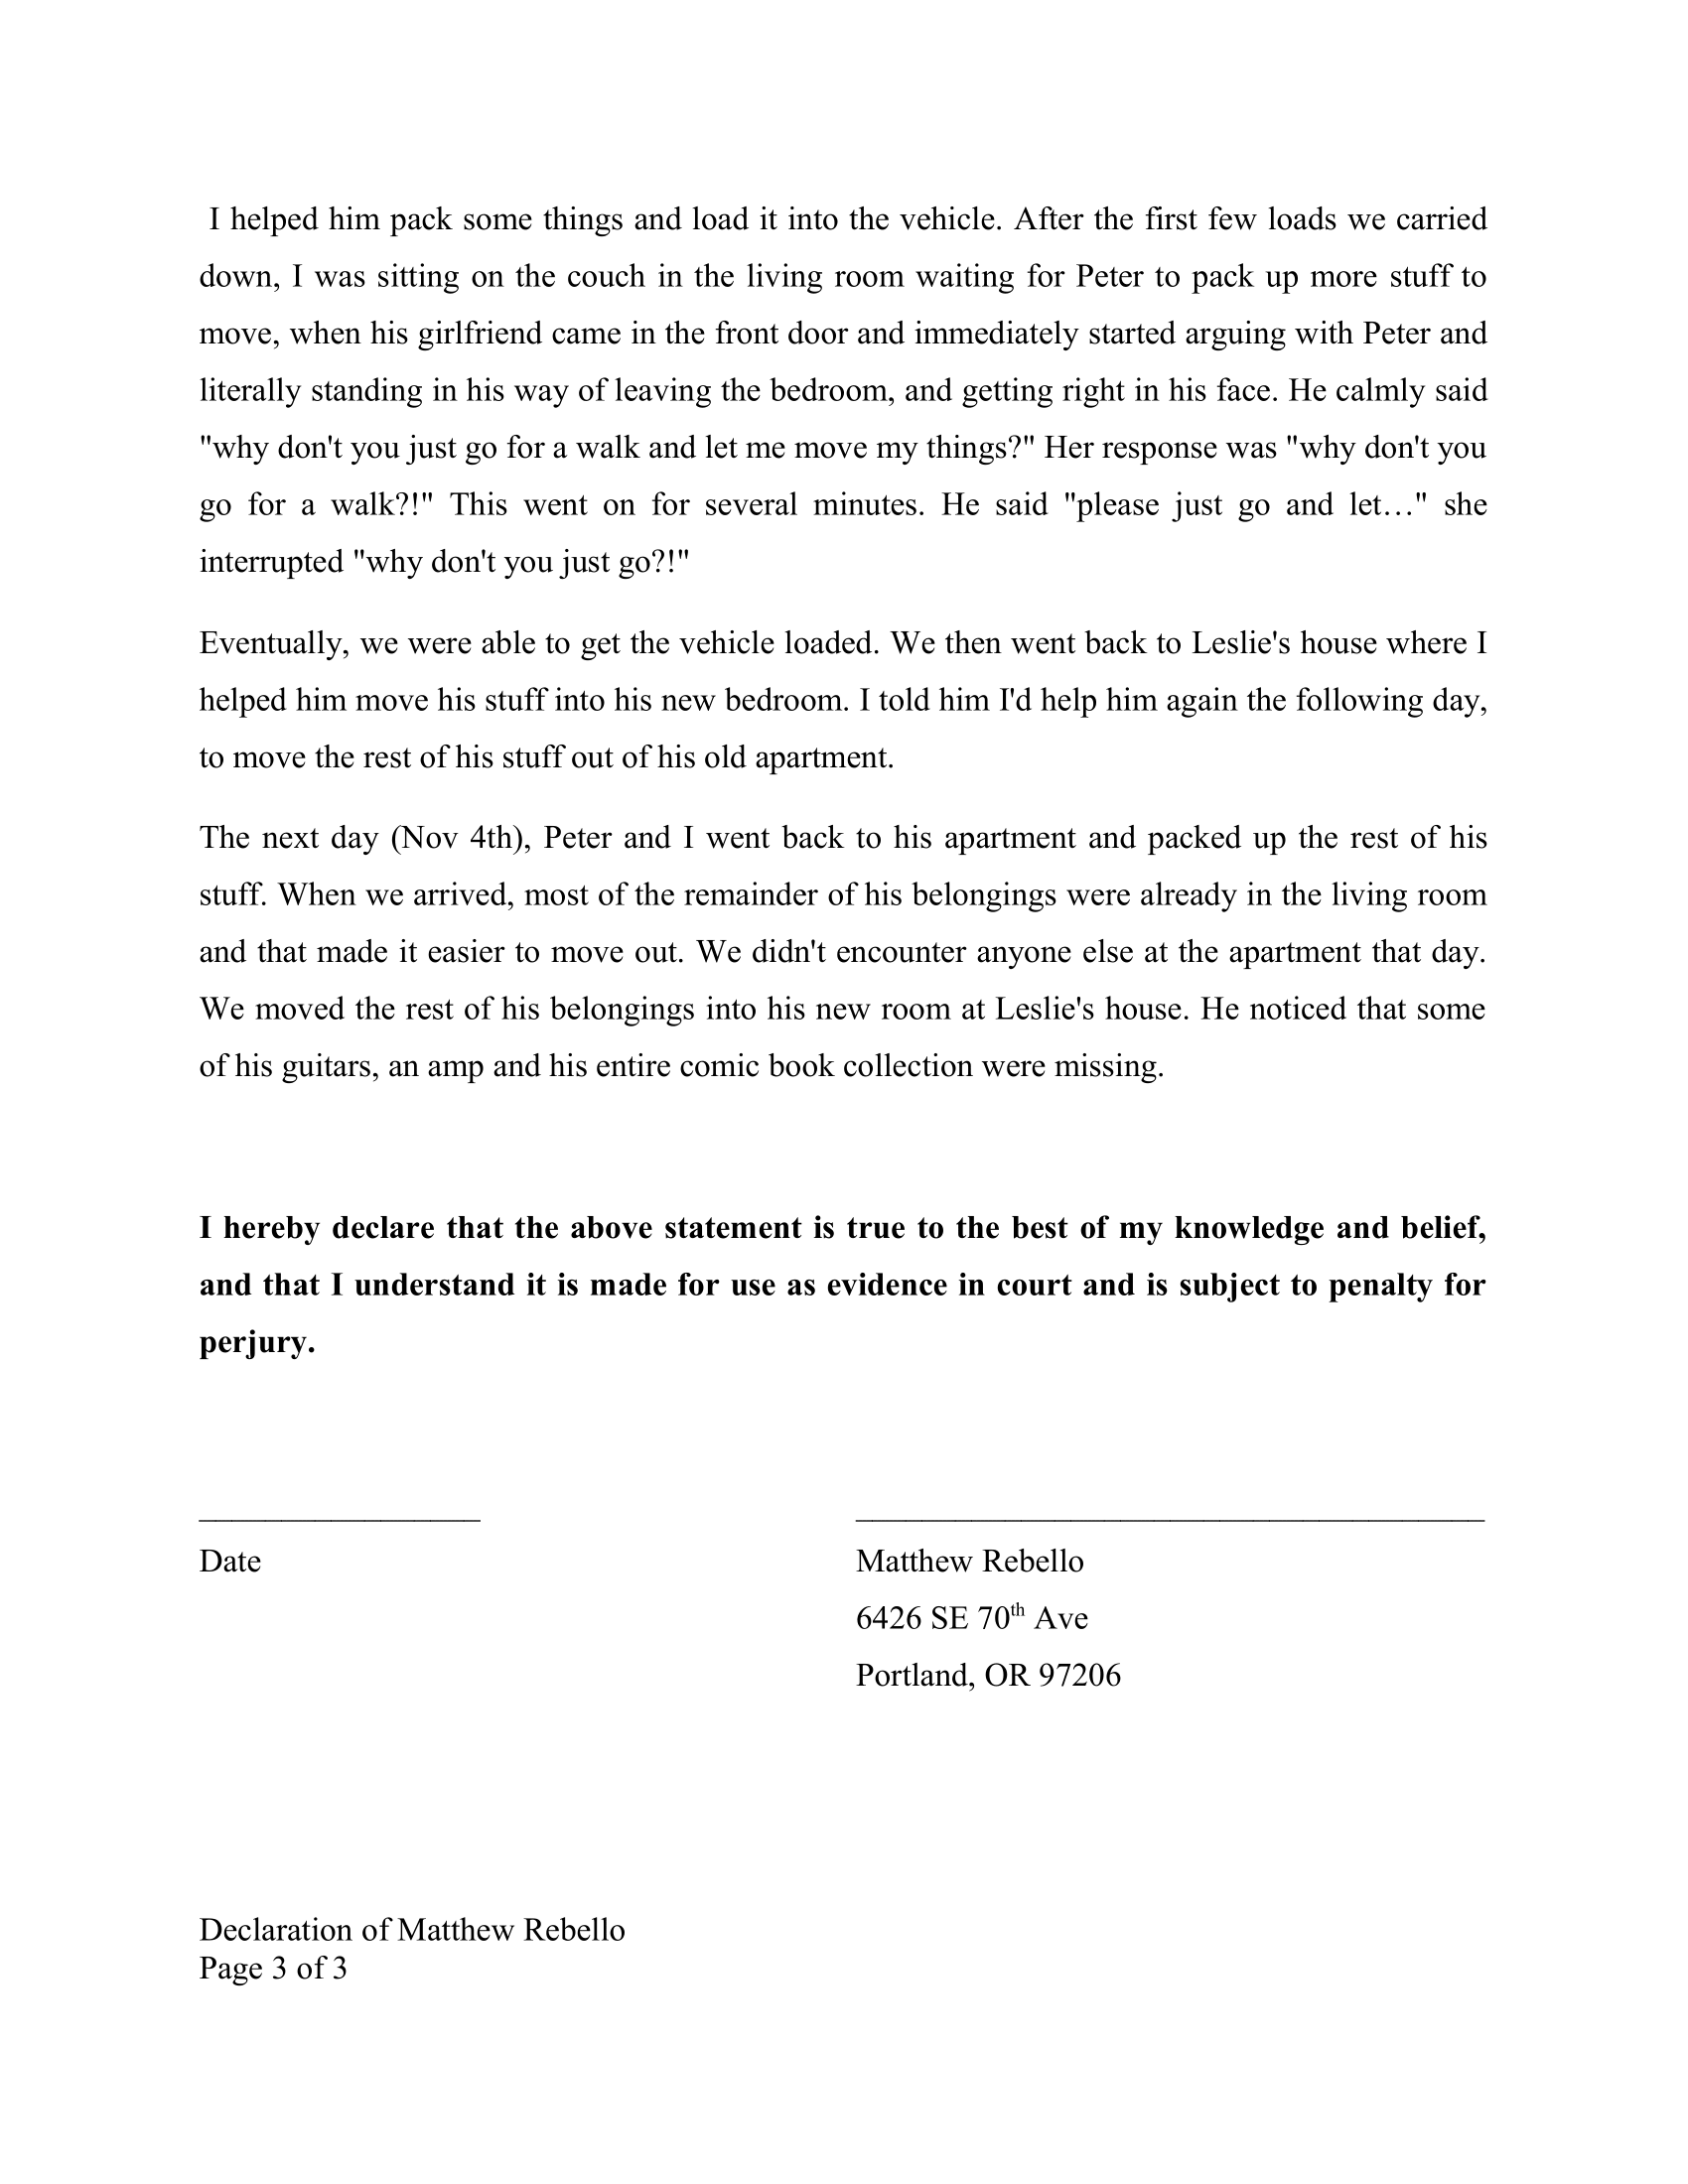 I helped him pack some things and load it into the vehicle. After the first few loads we carried
down, I was sitting on the couch in the living room waiting for Peter to pack up more stuff to
move, when his girlfriend came in the front door and immediately started arguing with Peter and
literally standing in his way of leaving the bedroom, and getting right in his face. He calmly said
"why don't you just go for a walk and let me move my things?" Her response was "why don't you
go for a walk?!" This went on for several minutes. He said "please just go and let…" she
interrupted "why don't you just go?!"
Eventually, we were able to get the vehicle loaded. We then went back to Leslie's house where I
helped him move his stuff into his new bedroom. I told him I'd help him again the following day,
to move the rest of his stuff out of his old apartment.
The next day (Nov 4th), Peter and I went back to his apartment and packed up the rest of his
stuff. When we arrived, most of the remainder of his belongings were already in the living room
and that made it easier to move out. We didn't encounter anyone else at the apartment that day.
We moved the rest of his belongings into his new room at Leslie's house. He noticed that some
of his guitars, an amp and his entire comic book collection were missing.
I hereby declare that the above statement is true to the best of my knowledge and belief,
and that I understand it is made for use as evidence in court and is subject to penalty for
perjury.
Date
Matthew Rebello
6426 SE 70th Ave
Portland, OR 97206
Declaration of Matthew Rebello
Page 3 of 3